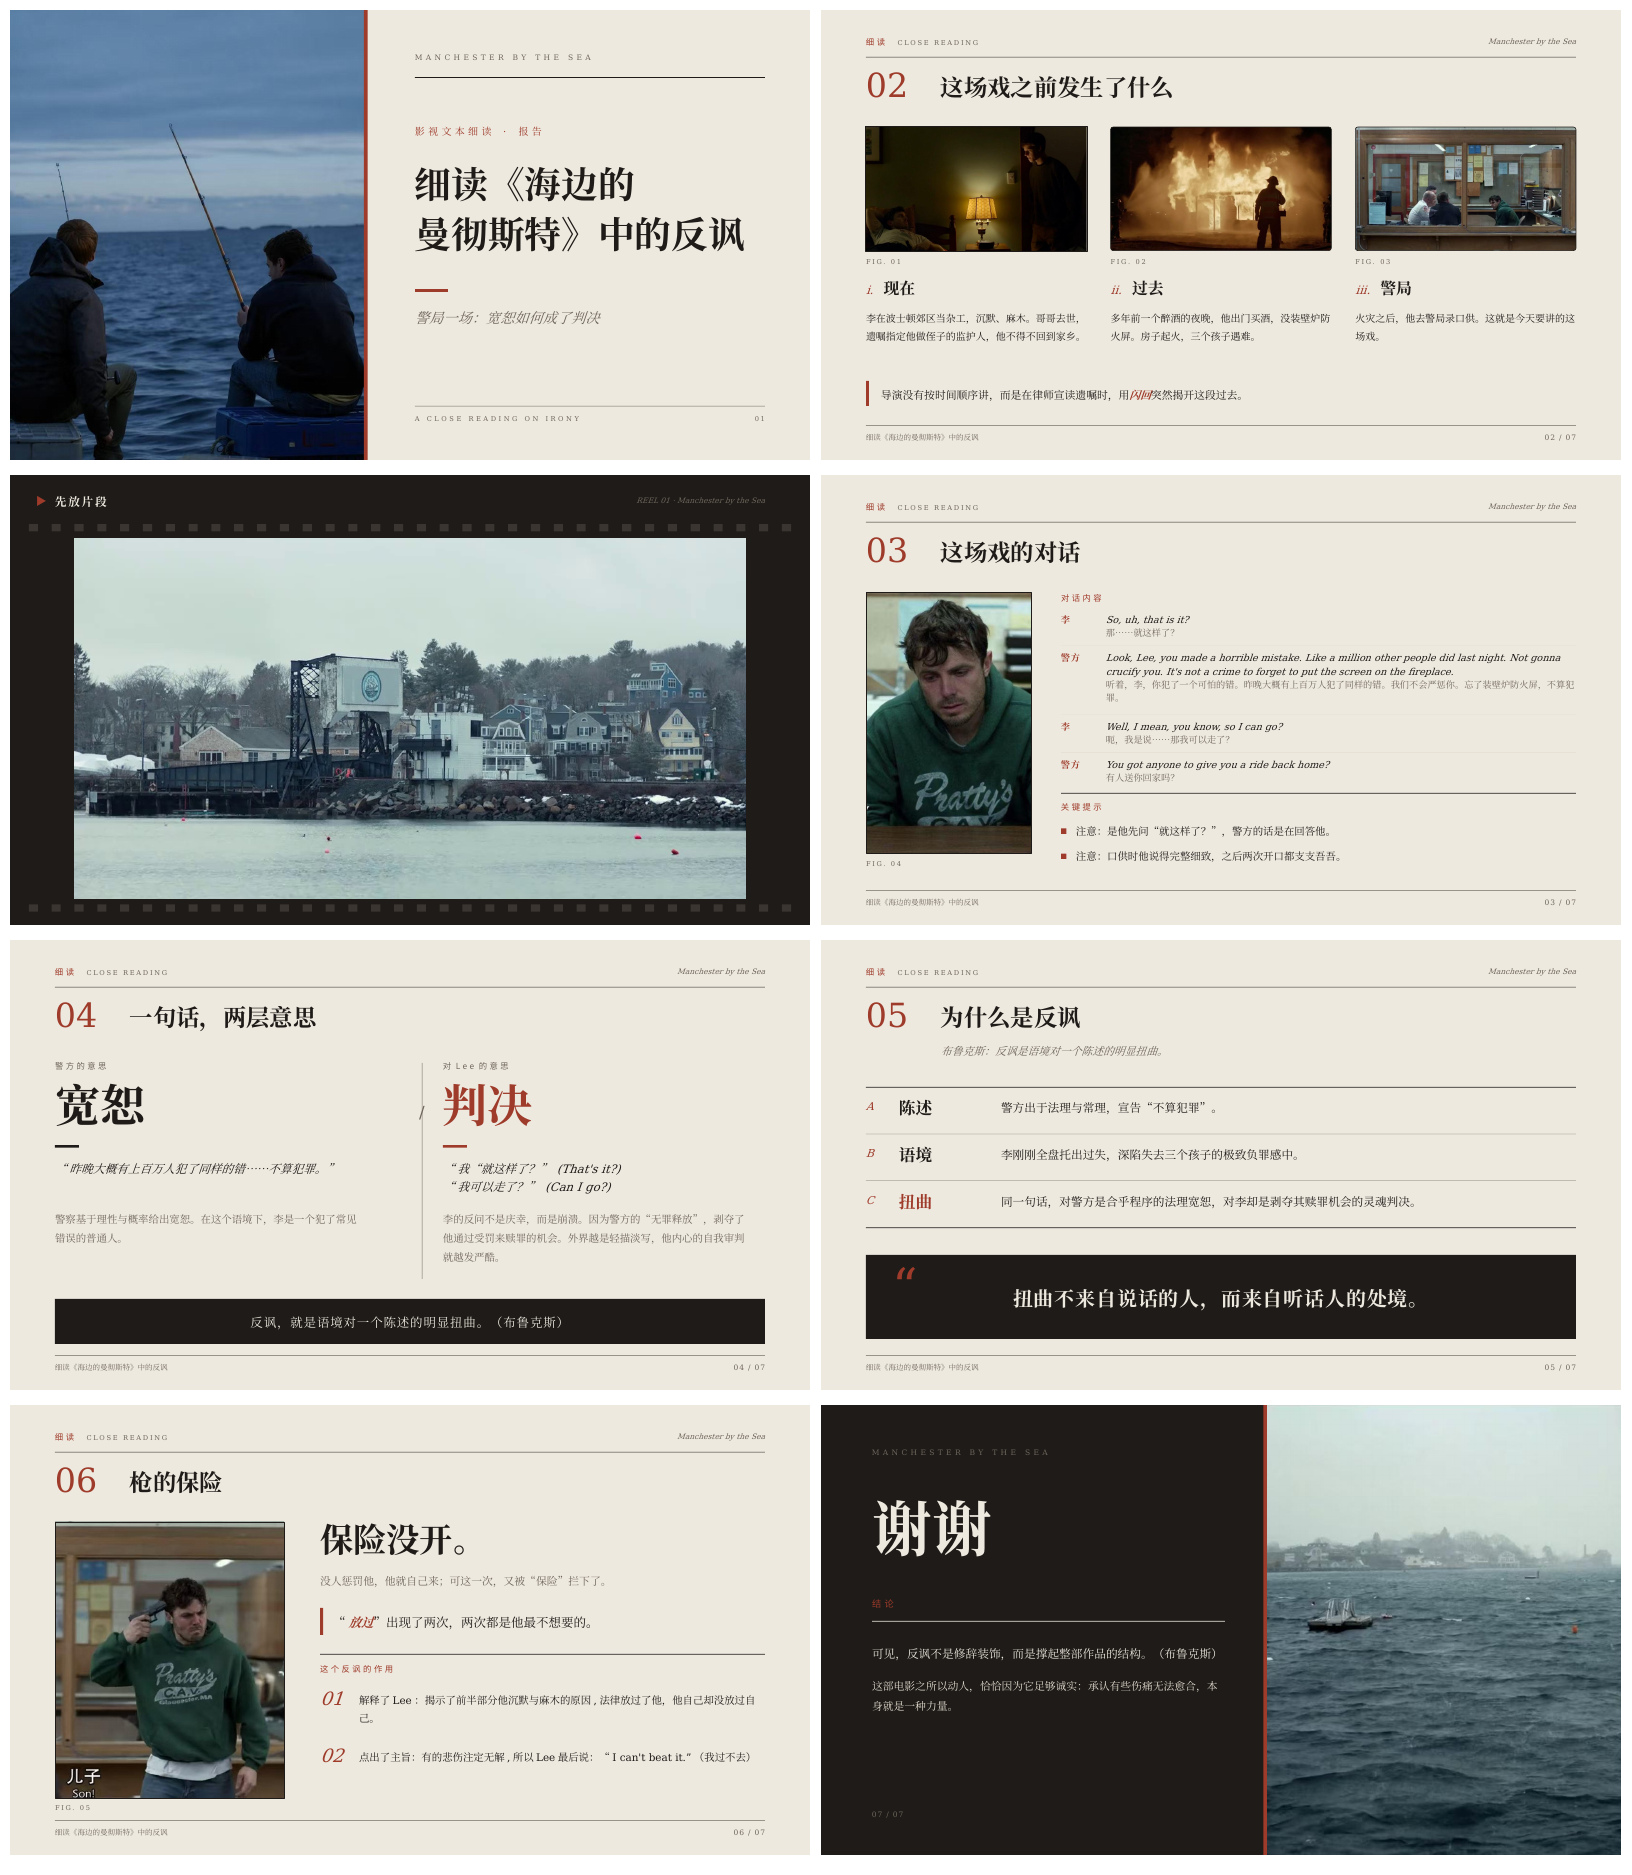 MANCHESTER BY THE SEA
影视文本细读 · 报告
细读《海边的
曼彻斯特》中的反讽
警局一场：宽恕如何成了判决
A CLOSE READING ON IRONY
01
细读 CLOSE READING
Manchester by the Sea
02 这场戏之前发生了什么
FIG. 01
i. 现在
李在波士顿郊区当杂工，沉默、麻木。哥哥去世，
遗嘱指定他做侄子的监护人，他不得不回到家乡。
FIG. 02
ii. 过去
多年前一个醉酒的夜晚，他出门买酒，没装壁炉防
火屏。房子起火，三个孩子遇难。
FIG. 03
iii. 警局
火灾之后，他去警局录口供。这就是今天要讲的这
场戏。
导演没有按时间顺序讲，而是在律师宣读遗嘱时，用闪回突然揭开这段过去。
细读《海边的曼彻斯特》中的反讽
02 / 07
先放片段
REEL 01 · Manchester by the Sea
细读 CLOSE READING
Manchester by the Sea
03 这场戏的对话
Pratty's
FIG. 04
对话内容
李 So, uh, that is it?
那……就这样了？
警方 Look, Lee, you made a horrible mistake. Like a million other people did last night. Not gonna
crucify you. It's not a crime to forget to put the screen on the fireplace.
听着，李，你犯了一个可怕的错。昨晚大概有上百万人犯了同样的错。我们不会严惩你。忘了装壁炉防火屏，不算犯
罪。
李 Well, I mean, you know, so I can go?
呃，我是说……那我可以走了？
警方 You got anyone to give you a ride back home?
有人送你回家吗？
关键提示
注意：是他先问“就这样了？”，警方的话是在回答他。
注意：口供时他说得完整细致，之后两次开口都支支吾吾。
细读《海边的曼彻斯特》中的反讽
03 / 07
细读 CLOSE READING
Manchester by the Sea
04 一句话，两层意思
警方的意思
宽恕
“昨晚大概有上百万人犯了同样的错……不算犯罪。”
警察基于理性与概率给出宽恕。在这个语境下，李是一个犯了常见
错误的普通人。
/
对 Lee 的意思
判决
“我“就这样了？” (That's it?)
“我可以走了？” (Can I go?)
李的反问不是庆幸，而是崩溃。因为警方的“无罪释放”，剥夺了
他通过受罚来赎罪的机会。外界越是轻描淡写，他内心的自我审判
就越发严酷。
反讽，就是语境对一个陈述的明显扭曲。（布鲁克斯）
细读《海边的曼彻斯特》中的反讽
04 / 07
细读 CLOSE READING
Manchester by the Sea
05 为什么是反讽
布鲁克斯：反讽是语境对一个陈述的明显扭曲。
A 陈述 警方出于法理与常理，宣告“不算犯罪”。
B 语境 李刚刚全盘托出过失，深陷失去三个孩子的极致负罪感中。
C 扭曲 同一句话，对警方是合乎程序的法理宽恕，对李却是剥夺其赎罪机会的灵魂判决。
“
扭曲不来自说话的人，而来自听话人的处境。
细读《海边的曼彻斯特》中的反讽
05 / 07
细读 CLOSE READING
Manchester by the Sea
06 枪的保险
Pratty's
CAV
Gloucester, MA
儿子
Son!
FIG. 05
保险没开。
没人惩罚他，他就自己来；可这一次，又被“保险”拦下了。
“放过”出现了两次，两次都是他最不想要的。
这个反讽的作用
01 解释了 Lee ：揭示了前半部分他沉默与麻木的原因 , 法律放过了他，他自己却没放过自
己。
02 点出了主旨：有的悲伤注定无解 , 所以 Lee 最后说： “ I can't beat it.”（我过不去）
细读《海边的曼彻斯特》中的反讽
06 / 07
MANCHESTER BY THE SEA
谢谢
结论
可见，反讽不是修辞装饰，而是撑起整部作品的结构。（布鲁克斯）
这部电影之所以动人，恰恰因为它足够诚实：承认有些伤痛无法愈合，本
身就是一种力量。
07 / 07